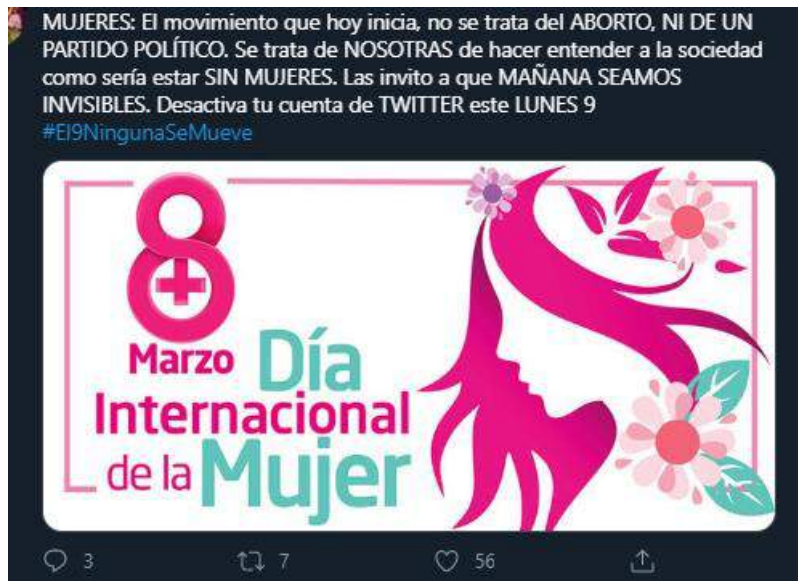 MUJERES: El movimiento que hoy inicia, no se trata del ABORTO, NI DE UN
PARTIDO POLÍTICO. Se trata de NOSOTRAS de hacer entender a la sociedad
como sería estar SIN MUJERES. Las invito a que MAÑANA SEAMOS
INVISIBLES. Desactiva tu cuenta de TWITTER este LUNES 9
#El9NingunaSeMueve
8
Marzo Día
Internacional
de la Mujer
3 7 56